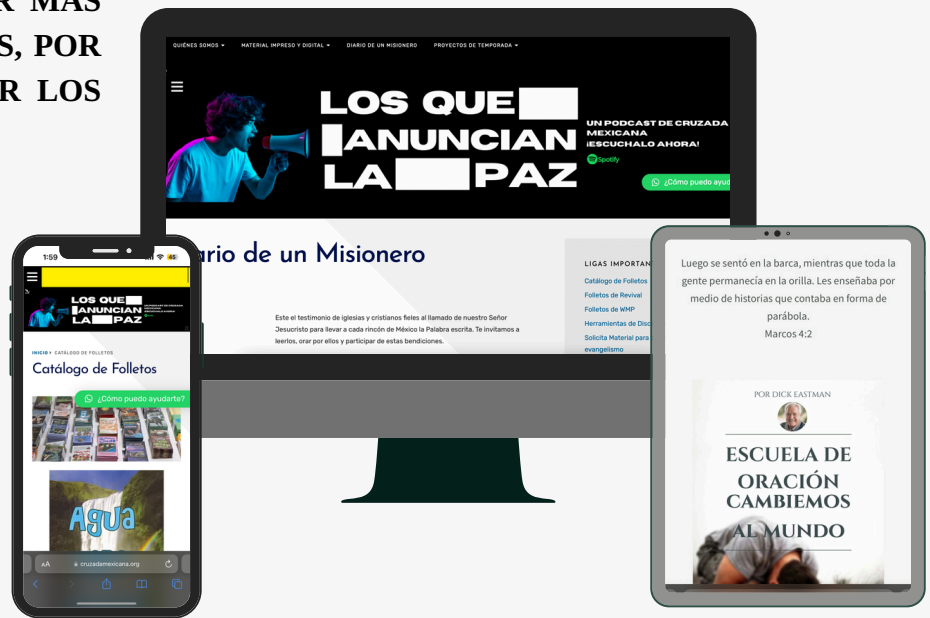 R MÁS
S, POR
R LOS
QUIÉNES SOMOS
MATERIAL IMPRESO Y DIGITAL
DIARIO DE UN MISIONERO
PROYECTOS DE TEMPORADA
LOS QUE
ANUNCIAN
LA PAZ
UN PODCAST DE CRUZADA
MEXICANA
¡ESCUCHALO AHORA!
Spotify
¿Cómo puedo ayud
ario de un Misionero
Este el testimonio de iglesias y cristianos fieles al llamado de nuestro Señor
Jesucristo para llevar a cada rincón de México la Palabra escrita. Te invitamos a
leerlos, orar por ellos y participar de estas bendiciones.
LIGAS IMPORTAN
Catálogo de Folletos
Folletos de Revival
Folletos de WMP
Herramientas de Disc
Solicita Material para
evangelismo
1:59
45
LOS QUE
ANUNCIAN
LA PAZ
INICIO CATÁLOGO DE FOLLETOS
Catálogo de Folletos
¿Cómo puedo ayudarte?
Agua
AA
cruzadamexicana.org
Luego se sentó en la barca, mientras que toda la
gente permanecía en la orilla. Les enseñaba por
medio de historias que contaba en forma de
parábola.
Marcos 4:2
POR DICK EASTMAN
ESCUELA DE
ORACIÓN
CAMBIEMOS
AL MUNDO